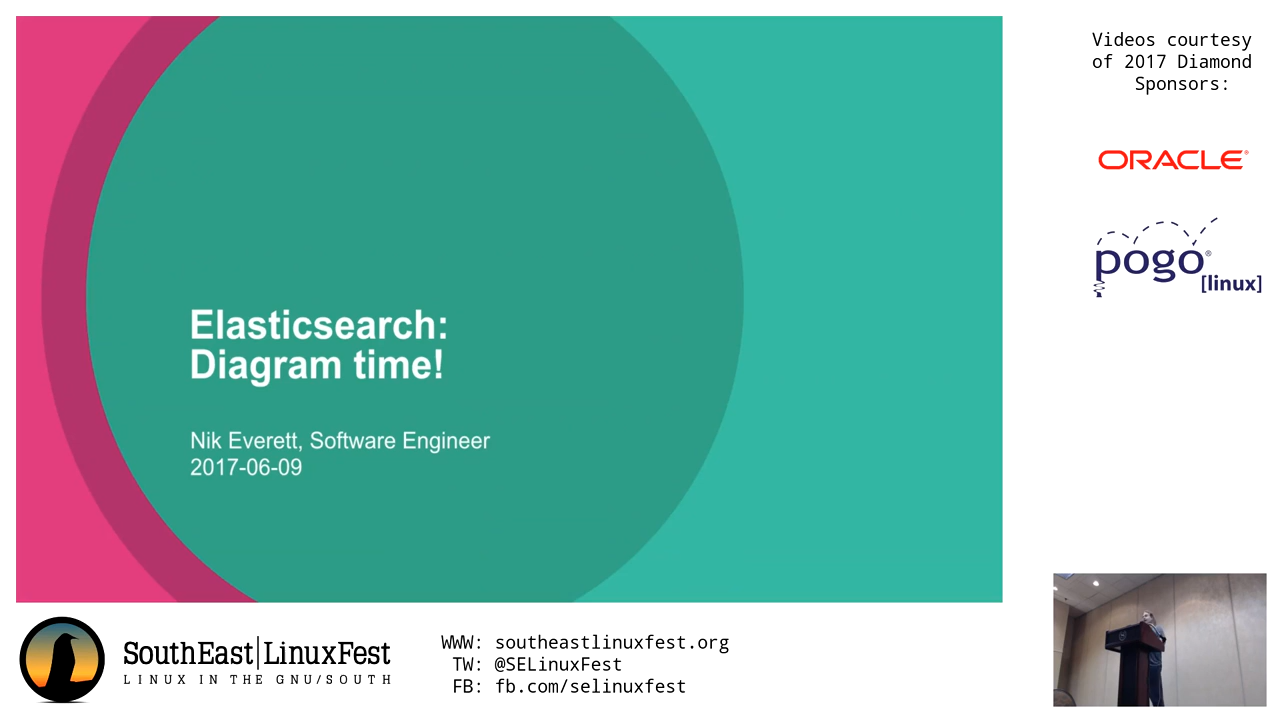 Elasticsearch:
Diagram time!
Nik Everett, Software Engineer
2017-06-09
Videos courtesy
of 2017 Diamond
Sponsors:
ORACLE®
pogo®
[linux]
SouthEast|LinuxFest
LINUX IN THE GNU/SOUTH
WWW: southeastlinuxfest.org
TW: @SELinuxFest
FB: fb.com/selinuxfest